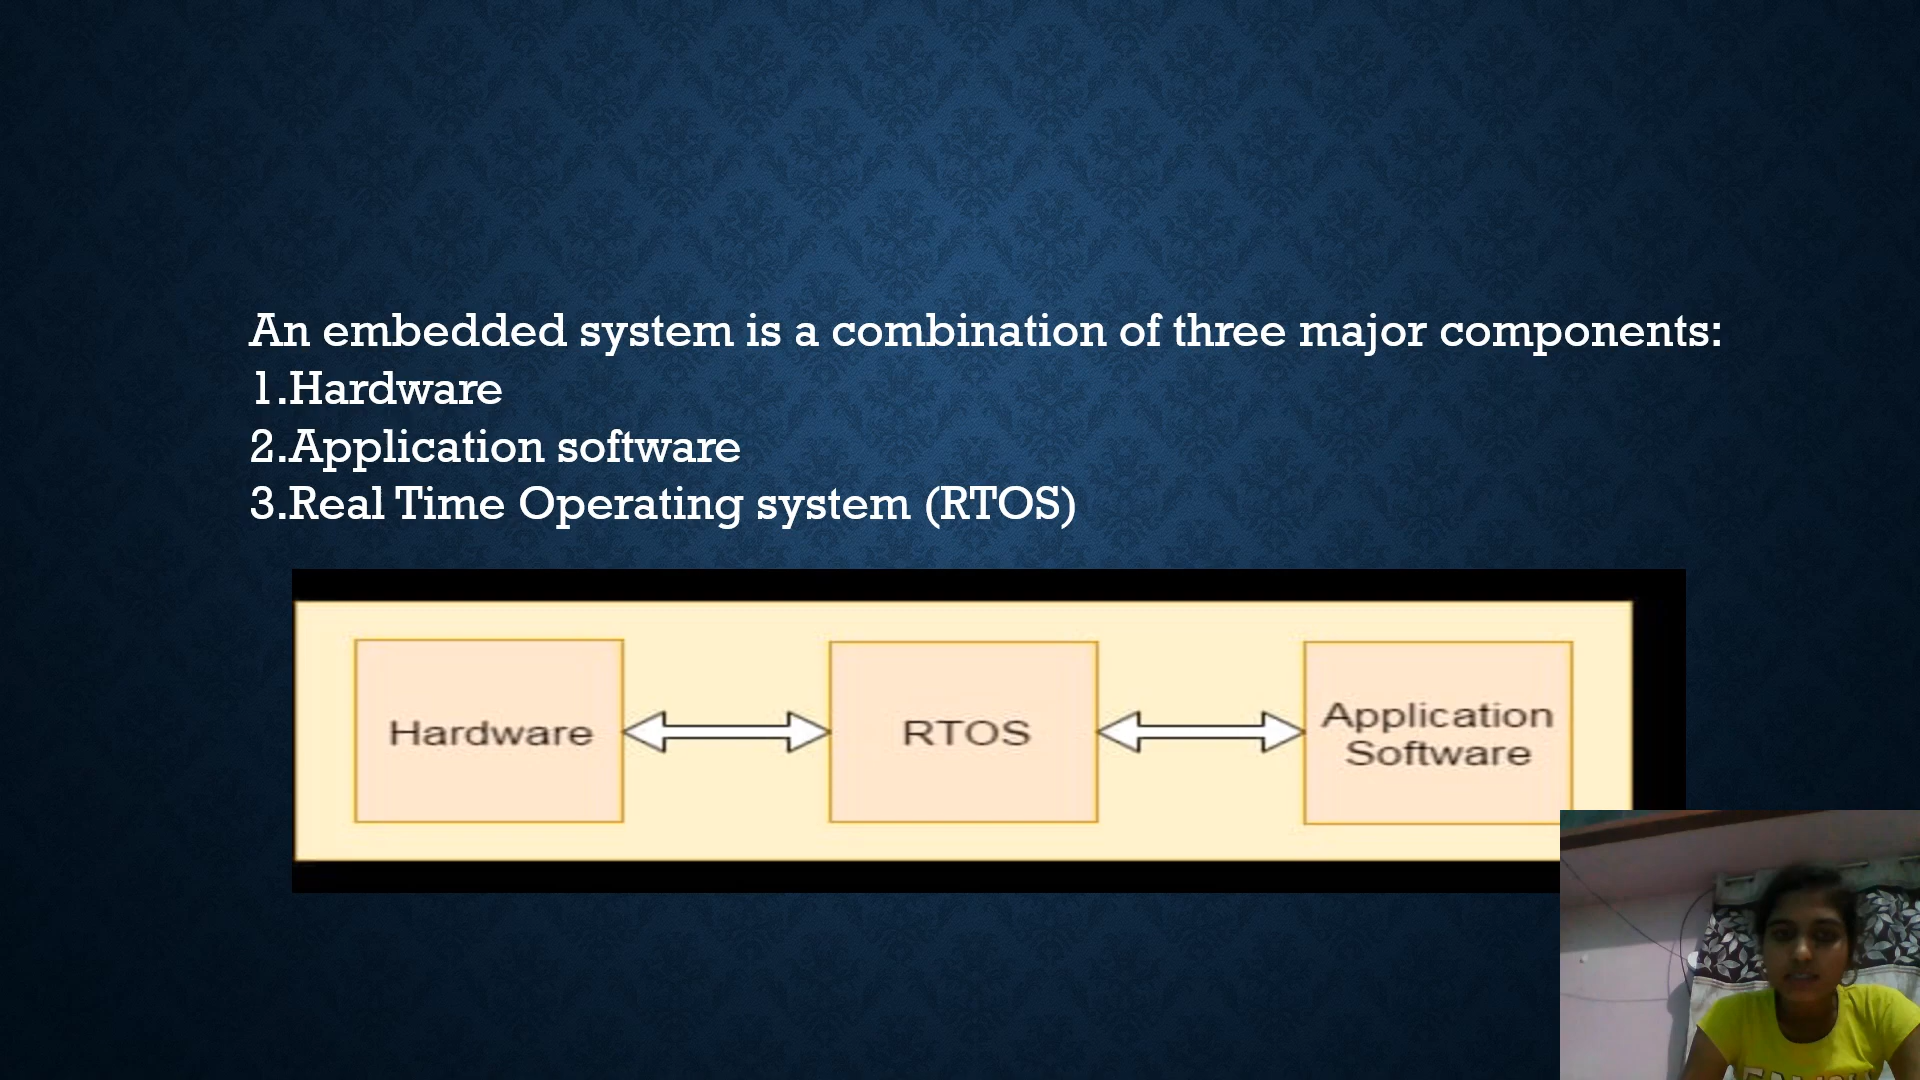 An embedded system is a combination of three major components:
1.Hardware
2.Application software
3.Real Time Operating system (RTOS)
Hardware
RTOS
Application
Software